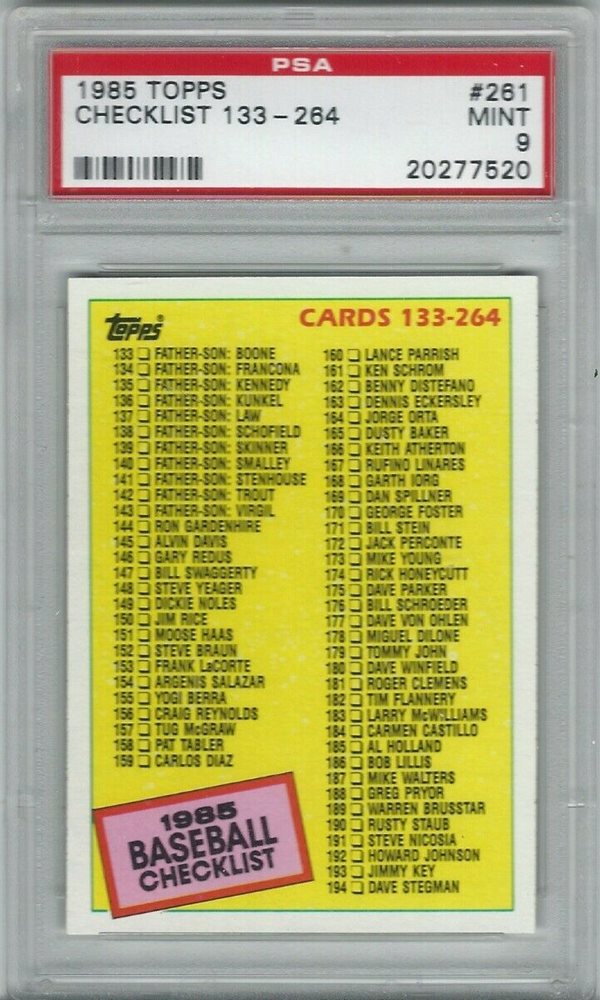 PSA
1985 TOPPS #261
CHECKLIST 133-264 MINT
9
20277520
Topps®
CARDS 133-264
133 FATHER-SON: BOONE
134 FATHER-SON: FRANCONA
135 FATHER-SON: KENNEDY
136 FATHER-SON: KUNKEL
137 FATHER-SON: LAW
138 FATHER-SON: SCHOFIELD
139 FATHER-SON: SKINNER
140 FATHER-SON: SMALLEY
141 FATHER-SON: STENHOUSE
142 FATHER-SON: TROUT
143 FATHER-SON: VIRGIL
144 RON GARDENHIRE
145 ALVIN DAVIS
146 GARY REDUS
147 BILL SWAGGERTY
148 STEVE YEAGER
149 DICKIE NOLES
150 JIM RICE
151 MOOSE HAAS
152 STEVE BRAUN
153 FRANK LaCORTE
154 ARGENIS SALAZAR
155 YOGI BERRA
156 CRAIG REYNOLDS
157 TUG McGRAW
158 PAT TABLER
159 CARLOS DIAZ
160 LANCE PARRISH
161 KEN SCHROM
162 BENNY DISTEFANO
163 DENNIS ECKERSLEY
164 JORGE ORTA
165 DUSTY BAKER
166 KEITH ATHERTON
167 RUFINO LINARES
168 GARTH IORG
169 DAN SPILLNER
170 GEORGE FOSTER
171 BILL STEIN
172 JACK PERCONTE
173 MIKE YOUNG
174 RICK HONEYCUTT
175 DAVE PARKER
176 BILL SCHROEDER
177 DAVE VON OHLEN
178 MIGUEL DILONE
179 TOMMY JOHN
180 DAVE WINFIELD
181 ROGER CLEMENS
182 TIM FLANNERY
183 LARRY McWILLIAMS
184 CARMEN CASTILLO
185 AL HOLLAND
186 BOB LILLIS
187 MIKE WALTERS
188 GREG PRYOR
189 WARREN BRUSSTAR
190 RUSTY STAUB
191 STEVE NICOSIA
192 HOWARD JOHNSON
193 JIMMY KEY
194 DAVE STEGMAN
1985
BASEBALL
CHECKLIST